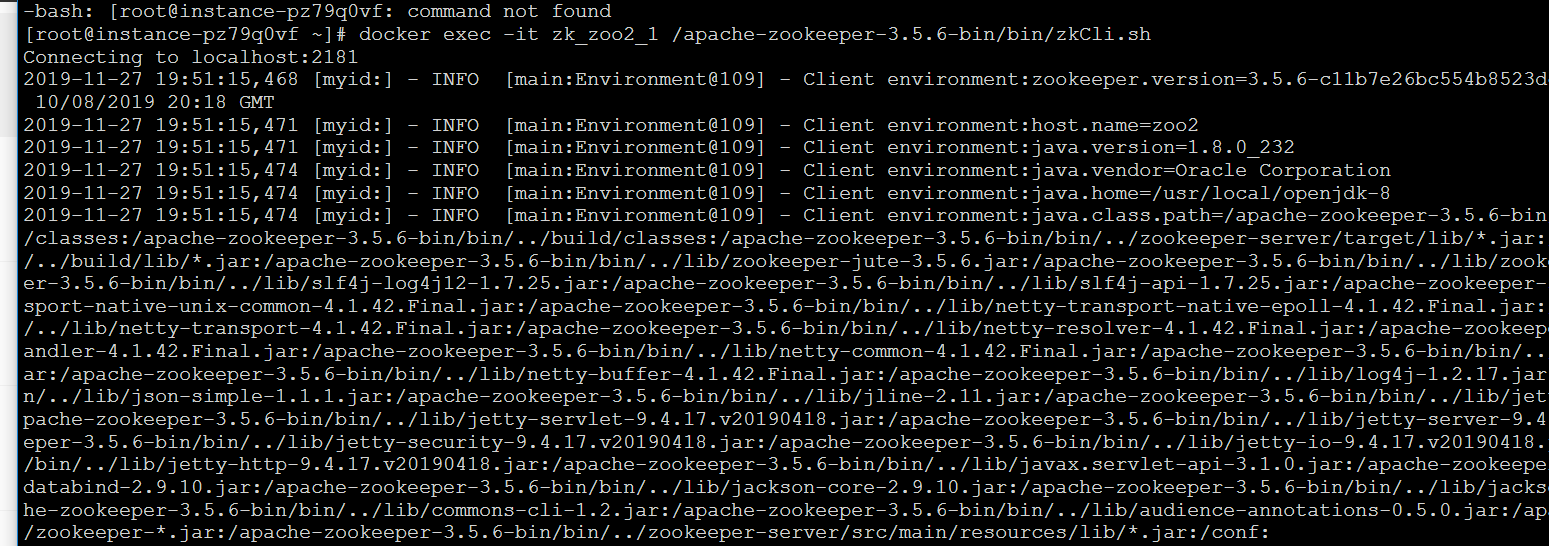 -bash: [root@instance-pz79q0vf: command not found
[root@instance-pz79q0vf ~]# docker exec -it zk_zoo2_1 /apache-zookeeper-3.5.6-bin/bin/zkCli.sh
Connecting to localhost:2181
2019-11-27 19:51:15,468 [myid:] - INFO  [main:Environment@109] - Client environment:zookeeper.version=3.5.6-c11b7e26bc554b8523d
 10/08/2019 20:18 GMT
2019-11-27 19:51:15,471 [myid:] - INFO  [main:Environment@109] - Client environment:host.name=zoo2
2019-11-27 19:51:15,471 [myid:] - INFO  [main:Environment@109] - Client environment:java.version=1.8.0_232
2019-11-27 19:51:15,474 [myid:] - INFO  [main:Environment@109] - Client environment:java.vendor=Oracle Corporation
2019-11-27 19:51:15,474 [myid:] - INFO  [main:Environment@109] - Client environment:java.home=/usr/local/openjdk-8
2019-11-27 19:51:15,474 [myid:] - INFO  [main:Environment@109] - Client environment:java.class.path=/apache-zookeeper-3.5.6-bin
/classes:/apache-zookeeper-3.5.6-bin/bin/../build/classes:/apache-zookeeper-3.5.6-bin/bin/../zookeeper-server/target/lib/*.jar:
/../build/lib/*.jar:/apache-zookeeper-3.5.6-bin/bin/../lib/zookeeper-jute-3.5.6.jar:/apache-zookeeper-3.5.6-bin/bin/../lib/zook
er-3.5.6-bin/bin/../lib/slf4j-log4j12-1.7.25.jar:/apache-zookeeper-3.5.6-bin/bin/../lib/slf4j-api-1.7.25.jar:/apache-zookeeper-
sport-native-unix-common-4.1.42.Final.jar:/apache-zookeeper-3.5.6-bin/bin/../lib/netty-transport-native-epoll-4.1.42.Final.jar:
/../lib/netty-transport-4.1.42.Final.jar:/apache-zookeeper-3.5.6-bin/bin/../lib/netty-resolver-4.1.42.Final.jar:/apache-zookeep
andler-4.1.42.Final.jar:/apache-zookeeper-3.5.6-bin/bin/../lib/netty-common-4.1.42.Final.jar:/apache-zookeeper-3.5.6-bin/bin/..
ar:/apache-zookeeper-3.5.6-bin/bin/../lib/netty-buffer-4.1.42.Final.jar:/apache-zookeeper-3.5.6-bin/bin/../lib/log4j-1.2.17.jar
n/../lib/json-simple-1.1.1.jar:/apache-zookeeper-3.5.6-bin/bin/../lib/jline-2.11.jar:/apache-zookeeper-3.5.6-bin/bin/../lib/jet
pache-zookeeper-3.5.6-bin/bin/../lib/jetty-servlet-9.4.17.v20190418.jar:/apache-zookeeper-3.5.6-bin/bin/../lib/jetty-server-9.4
eper-3.5.6-bin/bin/../lib/jetty-security-9.4.17.v20190418.jar:/apache-zookeeper-3.5.6-bin/bin/../lib/jetty-io-9.4.17.v20190418.
/bin/../lib/jetty-http-9.4.17.v20190418.jar:/apache-zookeeper-3.5.6-bin/bin/../lib/javax.servlet-api-3.1.0.jar:/apache-zookeepe
databind-2.9.10.jar:/apache-zookeeper-3.5.6-bin/bin/../lib/jackson-core-2.9.10.jar:/apache-zookeeper-3.5.6-bin/bin/../lib/jacks
he-zookeeper-3.5.6-bin/bin/../lib/commons-cli-1.2.jar:/apache-zookeeper-3.5.6-bin/bin/../lib/audience-annotations-0.5.0.jar:/ap
/zookeeper-*.jar:/apache-zookeeper-3.5.6-bin/bin/../zookeeper-server/src/main/resources/lib/*.jar:/conf: